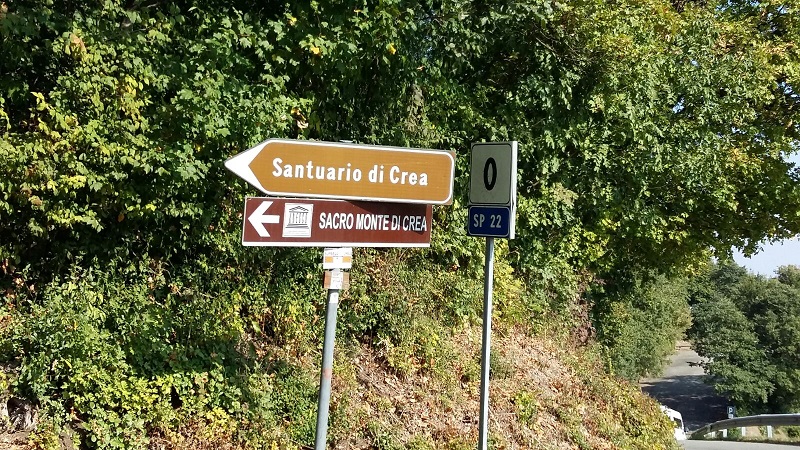 Santuario di Crea
SACRO MONTE DI CREA
0
SP 22